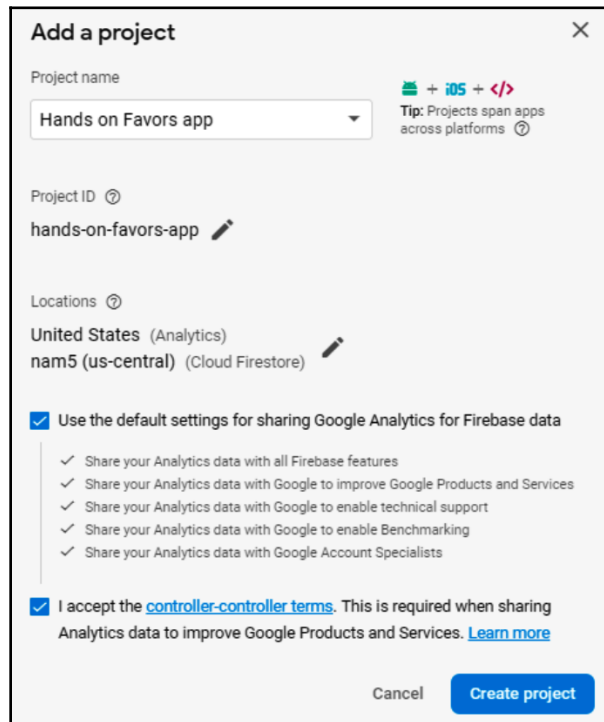 Add a project
Project name
Hands on Favors app
+ iOS + </>
Tip: Projects span apps
across platforms
Project ID
hands-on-favors-app
Locations
United States (Analytics)
nam5 (us-central) (Cloud Firestore)
Use the default settings for sharing Google Analytics for Firebase data
Share your Analytics data with all Firebase features
Share your Analytics data with Google to improve Google Products and Services
Share your Analytics data with Google to enable technical support
Share your Analytics data with Google to enable Benchmarking
Share your Analytics data with Google Account Specialists
I accept the controller-controller terms. This is required when sharing
Analytics data to improve Google Products and Services. Learn more
Cancel Create project